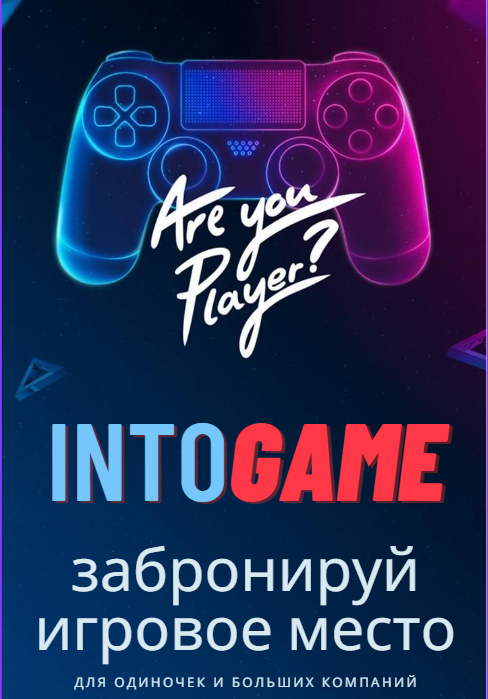 Are you
Player?
INTOGAME
забронируй
игровое место
ДЛЯ ОДИНОЧЕК И БОЛЬШИХ КОМПАНИЙ